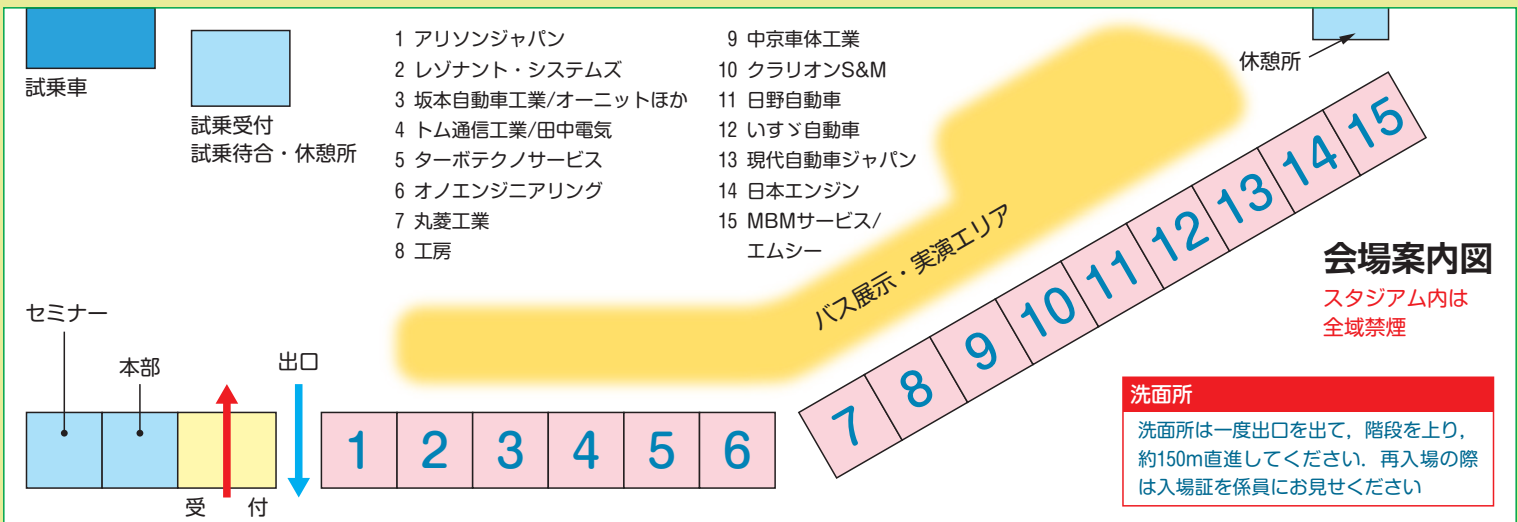 試乗車
試乗受付
試乗待合・休憩所
1 アリソンジャパン
2 レゾナント・システムズ
3 坂本自動車工業/オーニットほか
4 トム通信工業/田中電気
5 ターボテクノサービス
6 オノエンジニアリング
7 丸菱工業
8 工房
9 中京車体工業
10 クラリオンS&M
11 日野自動車
12 いすゞ自動車
13 現代自動車ジャパン
14 日本エンジン
15 MBMサービス/
エムシー
休憩所
バス展示・実演エリア
会場案内図
スタジアム内は
全域禁煙
セミナー
本部
出口
受 付
1
2
3
4
5
6
7
8
9
10
11
12
13
14
15
洗面所
洗面所は一度出口を出て，階段を上り，
約150m直進してください．再入場の際
は入場証を係員にお見せください